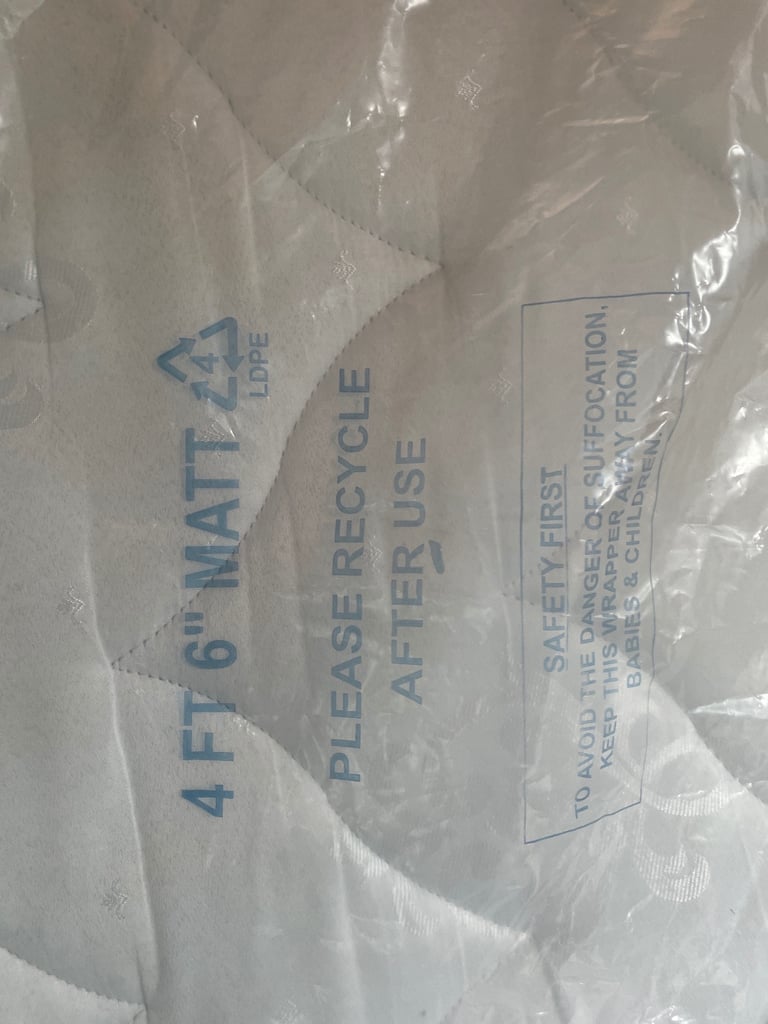 4 FT 6" MATT 4
LDPE
PLEASE RECYCLE
AFTER USE
SAFETY FIRST
TO AVOID THE DANGER OF SUFFOCATION,
KEEP THIS WRAPPER AWAY FROM
BABIES & CHILDREN.